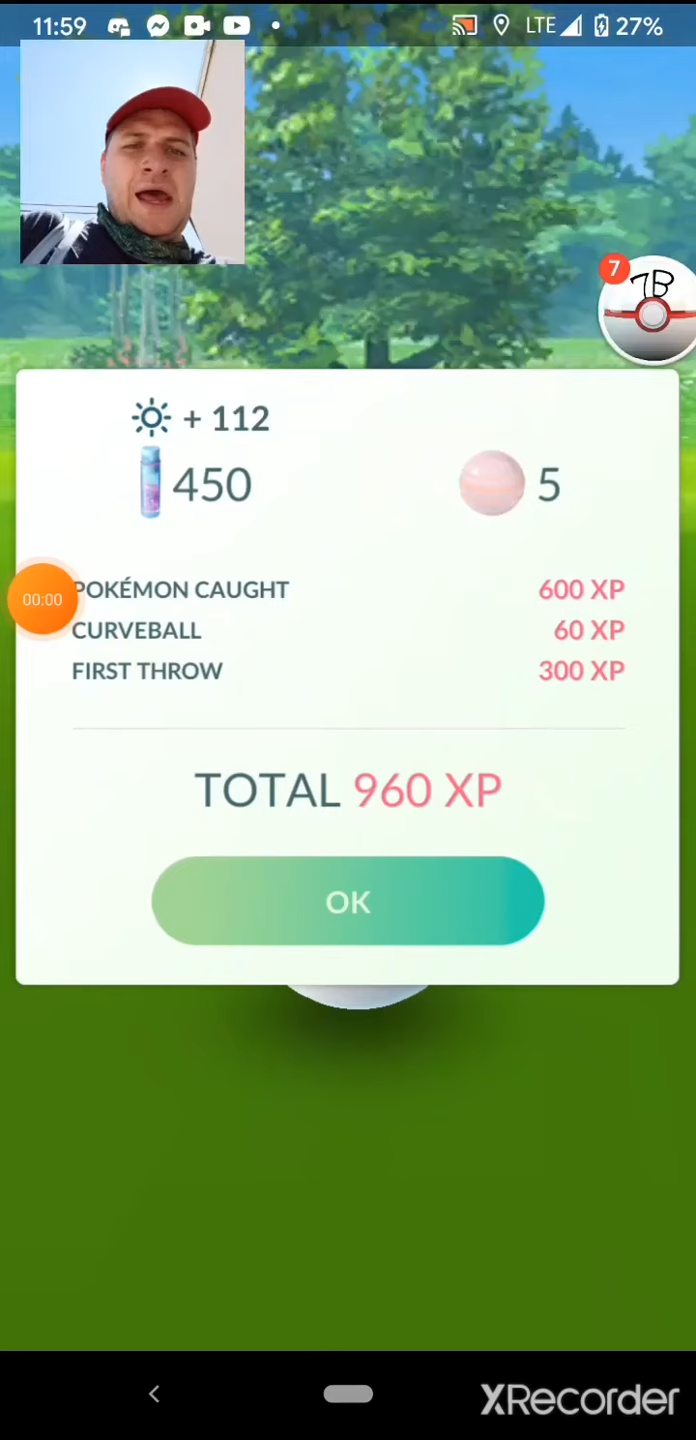 11:59 LTE 27%
7
7B
+ 112
450 5
00:00
POKÉMON CAUGHT 600 XP
CURVEBALL 60 XP
FIRST THROW 300 XP
TOTAL 960 XP
OK
XRecorder